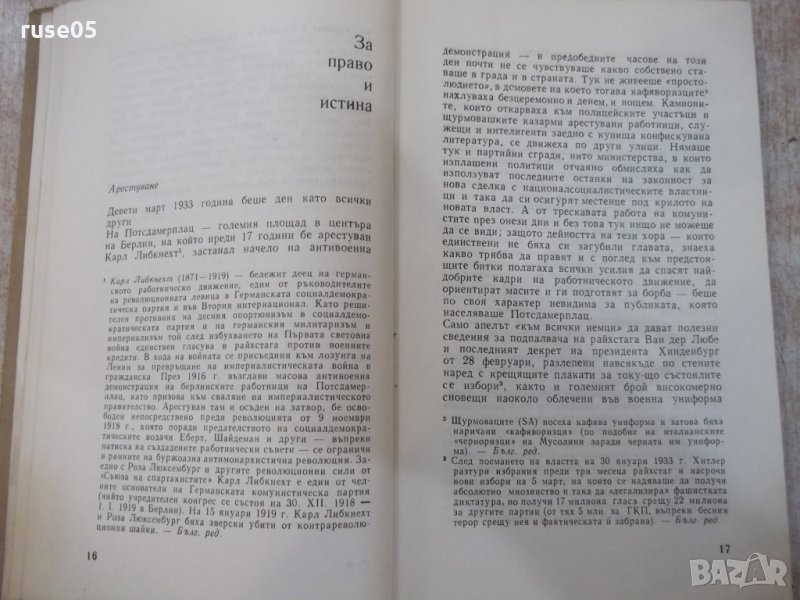 ruse05
За
право
и
истина
Арестуване
Девети март 1933 година беше ден като всички
други.
На Потсдамерплац — големия площад в центъра
на Берлин, на който преди 17 години бе арестуван
Карл Либкнехт¹, застанал начело на антивоенна
¹ Карл Либкнехт (1871—1919) — бележит деец на герман-
ското работническо движение, един от ръководителите
на революционната левица в Германската социалдемокра-
тическа партия и във Втория интернационал. Като реши-
телен противник на десния опортюнизъм в социалдемо-
кратическата партия и на германския милитаризъм и
империализъм той след избухването на Първата световна
война единствен гласува в райхстага против военните
кредити. В хода на войната се присъедини към лозунга на
Ленин за превръщане на империалистическата война в
гражданска През 1916 г. възглави масова антивоенна
демонстрация на берлинските работници на Потсдамер-
плац, като призова към сваляне на империалистическото
правителство. Арестуван там и осъден на затвор, бе освобо-
ден непосредствено преди революцията от 9 ноември
1918 г., която поради предателството на социалдемокра-
тическите водачи Еберт, Шайдеман и други — въпреки
наличието на създадените работнически съвети — се ограничи
в рамките на буржоазна антимонархистична революция. За-
едно с Роза Люксембург и другите революционни сили от
«Съюза на спартакистите» Карл Либкнехт е един от чел-
ните основатели на Германската комунистическа партия
(чийто учредителен конгрес се състоя на 30. XII. 1918 —
1. I. 1919 в Берлин). На 15 януари 1919 г. Карл Либкнехт
и Роза Люксембург бяха зверски убити от контрареволю-
ционни шайки. — Бълг. ред.
16
демонстрация — в предобедните часове на този
ден почти не се чувствуваше какво собствено ста-
ваше в града и в страната. Тук не живееше «просто-
людието», в домовете на което тогава кафяворизците²
нахлуваха безцеремонно и денем, и нощем. Камиони-
те, които откарваха към полицейските участъци и
щурмовашките казарми арестувани работници, слу-
жещи и интелигенти заедно с купища конфискувана
литература, се движеха по други улици. Нямаше
тук и партийни сгради, нито министерства, в които
изплашени политици отчаяно обмисляха как да
използуват последните останки на законност за
нова сделка с националсоциалистическите властни-
ци и така да си осигурят местенце под крилото на
новата власт. А от трескавата работа на комуни-
стите през онези дни и без това тук нищо не можеше
да се види; защото дейността на тези хора — които
единствени не бяха си загубили главата, знаеха
какво трябва да правят и с поглед към предстоя-
щите битки полагаха всички усилия да спасят най-
добрите кадри на работническото движение, да
ориентират масите и ги подготвят за борба — беше
по своя характер невидима за публиката, която
населяваше Потсдамерплац.
Само апелът «към всички немци» да дават полезни
сведения за подпалвача на райхстага Ван дер Любе
и последният декрет на президента Хинденбург
от 28 февруари, разлепени навсякъде по стените
наред с крещящите плакати за току-що състоялите
се избори³, както и големият брой високомерно
сновещи наоколо облечени във военна униформа
² Щурмоваците (SA) носеха кафява униформа и затова бяха
наричани «кафяворизци» (по подобие на италианските
«черноризци» на Мусолини заради черната им унифор-
ма). — Бълг. ред.
³ След поемането на властта на 30 януари 1933 г. Хитлер
разтури избрания преди три месеца райхстаг и насрочи
нови избори на 5 март, на които се надяваше да получи
абсолютно мнозинство и така да «легализира» фашистката
диктатура, но получи 17 милиона гласа срещу 22 милиона
за другите партии (от тях 5 млн. за ГКП, въпреки бесния
терор срещу нея и фактическата ѝ забрана). — Бълг. ред.
17
BAZAR